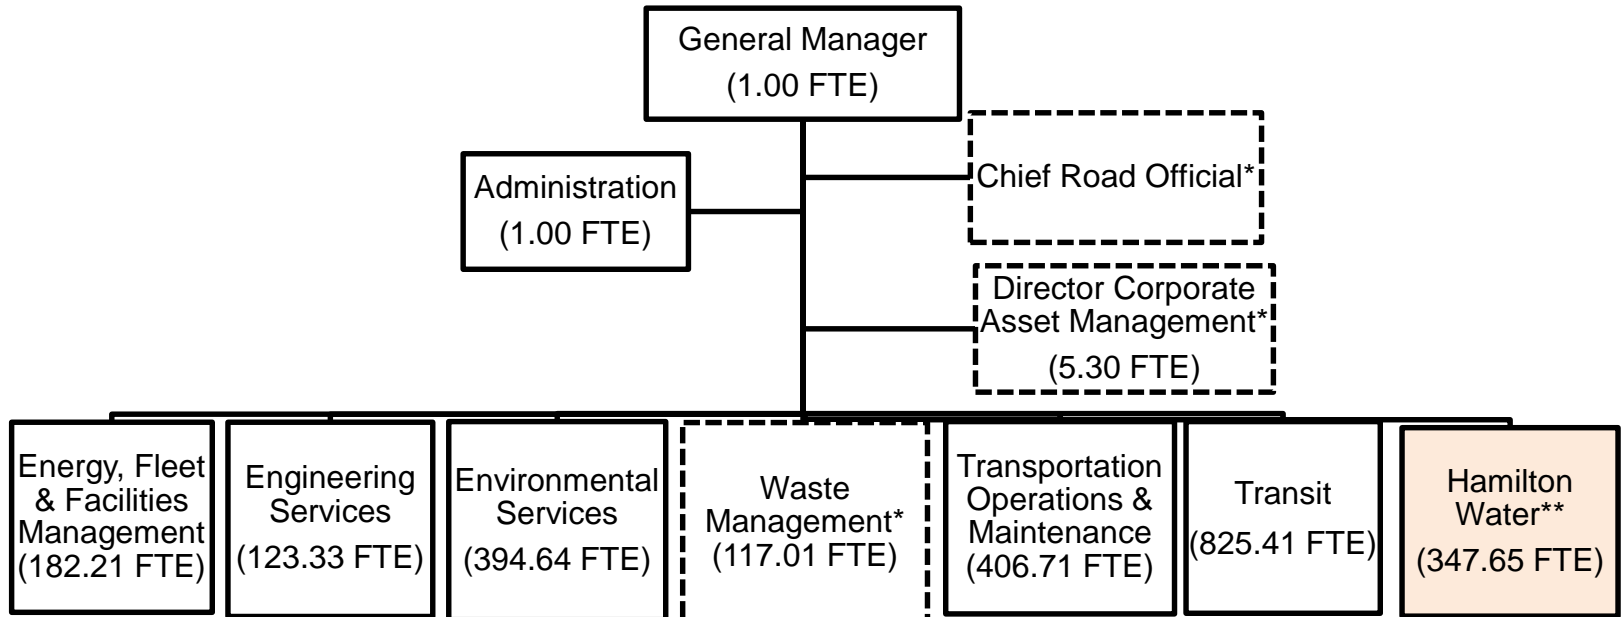 General Manager
(1.00 FTE)
Chief Road Official*
Administration
(1.00 FTE)
Director Corporate
Asset Management*
(5.30 FTE)
Energy, Fleet
& Facilities
Management
(182.21 FTE)
Engineering
Services
(123.33 FTE)
Environmental
Services
(394.64 FTE)
Waste
Management*
(117.01 FTE)
Transportation
Operations &
Maintenance
(406.71 FTE)
Transit
(825.41 FTE)
Hamilton
Water**
(347.65 FTE)